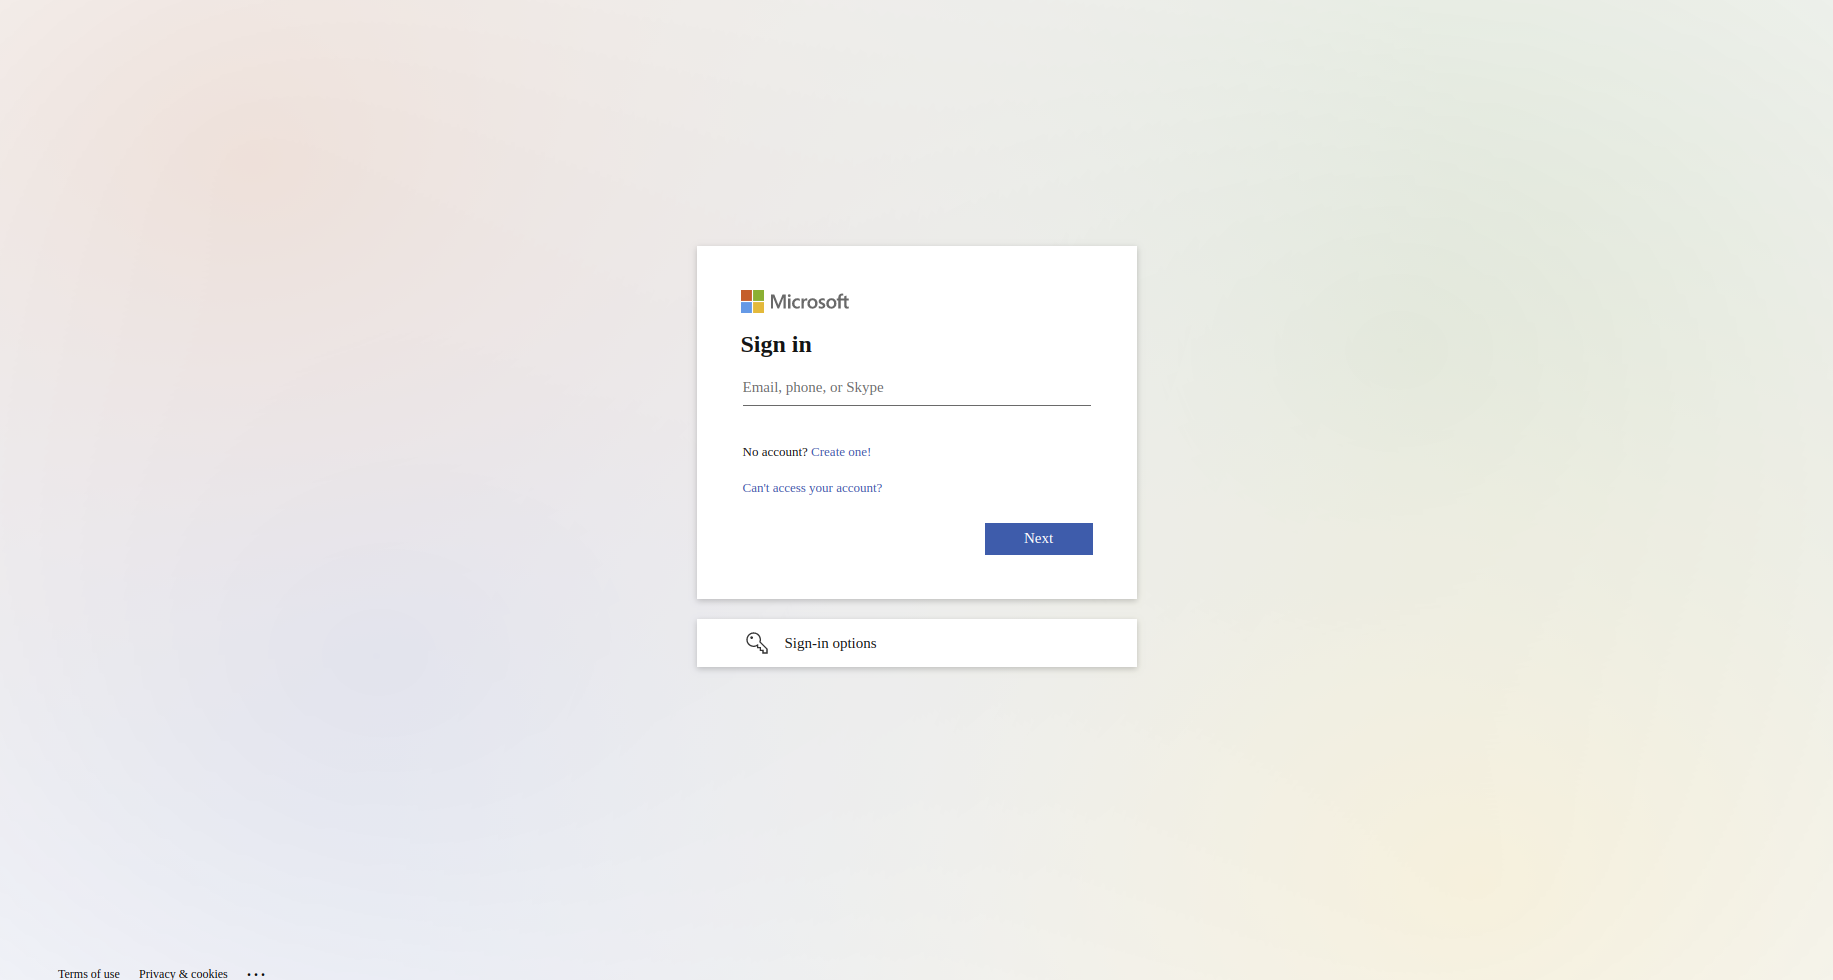 Microsoft
Sign in
Email, phone, or Skype
No account? Create one!
Can't access your account?
Next
Sign-in options
Terms of use Privacy & cookies ...